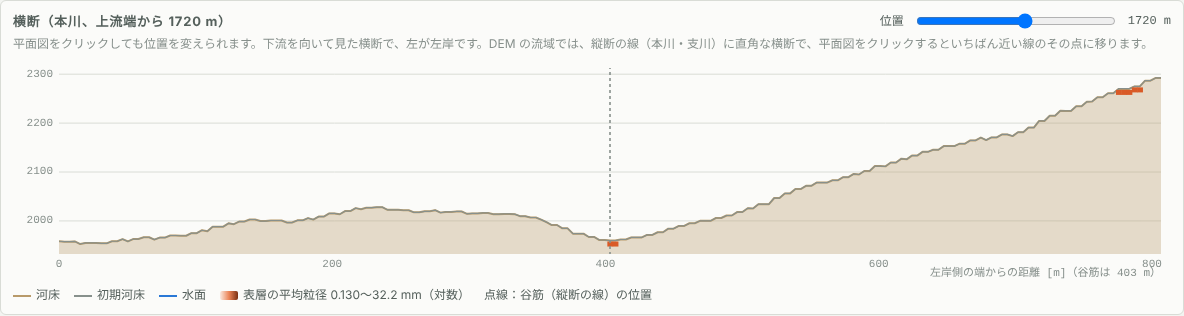 横断（本川、上流端から 1720 m）
位置 1720 m
平面図をクリックしても位置を変えられます。下流を向いて見た横断で、左が左岸です。DEM の流域では、縦断の線（本川・支川）に直角な横断で、平面図をクリックするといちばん近い線のその点に移ります。
2300
2200
2100
2000
0 200 400 600 800
左岸側の端からの距離 [m]（谷筋は 403 m）
河床 初期河床 水面 表層の平均粒径 0.130〜32.2 mm（対数） 点線：谷筋（縦断の線）の位置